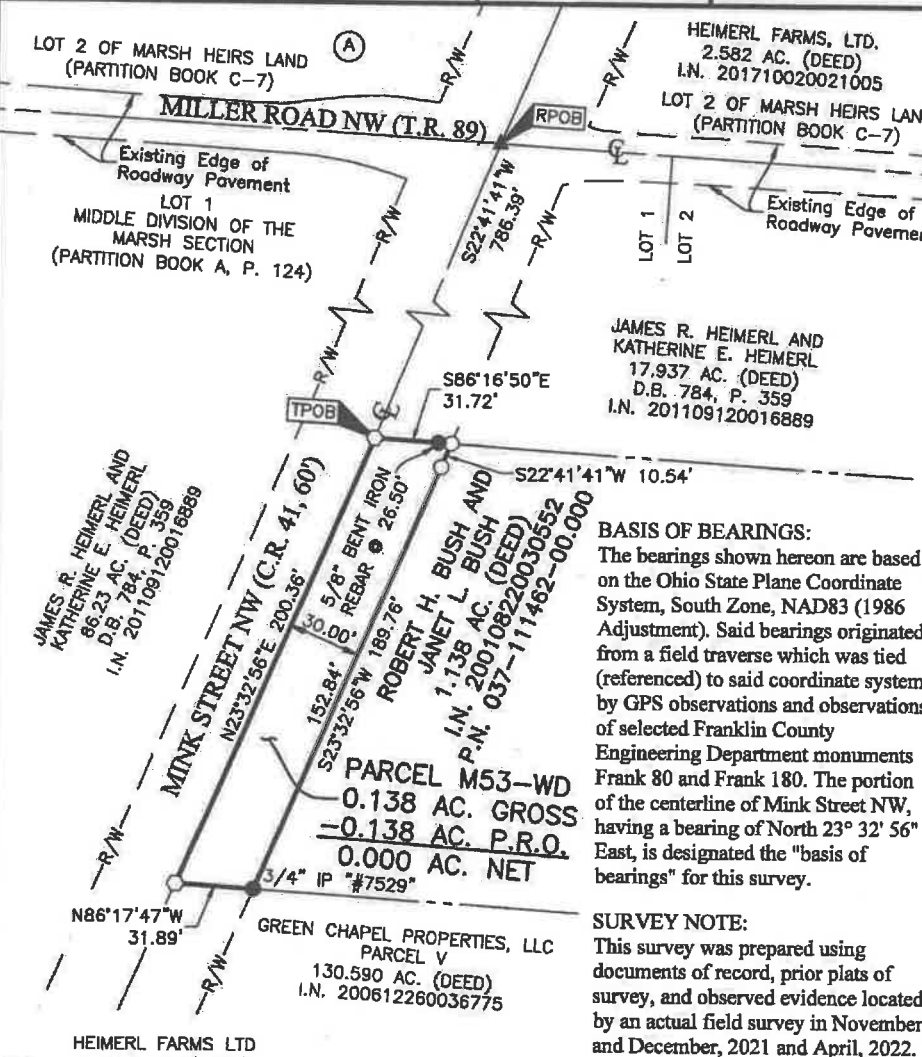 LOT 2 OF MARSH HEIRS LAND
(PARTITION BOOK C-7)
A
R/W
R/W
HEIMERL FARMS, LTD.
2.582 AC. (DEED)
I.N. 201710020021005
LOT 2 OF MARSH HEIRS LAN
(PARTITION BOOK C-7)
MILLER ROAD NW (T.R. 89)
RPOB
CL
Existing Edge of
Roadway Pavement
LOT 1
MIDDLE DIVISION OF THE
MARSH SECTION
(PARTITION BOOK A, P. 124)
R/W
S22°41'41"W
786.39'
R/W
LOT 1
LOT 2
Existing Edge of
Roadway Pavemen
R/W
JAMES R. HEIMERL AND
KATHERINE E. HEIMERL
17.937 AC. (DEED)
D.B. 784, P. 359
I.N. 201109120016889
S86°16'50"E
31.72'
TPOB
CL
S22°41'41"W 10.54'
JAMES R. HEIMERL AND
KATHERINE E. HEIMERL
86.23 AC. (DEED)
D.B. 784, P. 359
I.N. 201109120016889
MINK STREET NW (C.R. 41, 60')
N23°32'56"E 200.36'
5/8" BENT IRON
REBAR @ 26.50'
30.00'
152.84'
S23°32'56"W 189.76'
ROBERT H. BUSH AND
JANET L. BUSH
1.138 AC. (DEED)
I.N. 200108220030552
P.N. 037-111462-00.000
PARCEL M53-WD
0.138 AC. GROSS
-0.138 AC. P.R.O.
0.000 AC. NET
3/4" IP "#7529"
R/W
N86°17'47"W
31.89'
R/W
GREEN CHAPEL PROPERTIES, LLC
PARCEL V
130.590 AC. (DEED)
I.N. 200612260036775
HEIMERL FARMS LTD
BASIS OF BEARINGS:
The bearings shown hereon are based
on the Ohio State Plane Coordinate
System, South Zone, NAD83 (1986
Adjustment). Said bearings originated
from a field traverse which was tied
(referenced) to said coordinate system
by GPS observations and observations
of selected Franklin County
Engineering Department monuments
Frank 80 and Frank 180. The portion
of the centerline of Mink Street NW,
having a bearing of North 23° 32' 56"
East, is designated the "basis of
bearings" for this survey.
SURVEY NOTE:
This survey was prepared using
documents of record, prior plats of
survey, and observed evidence located
by an actual field survey in November
and December, 2021 and April, 2022.